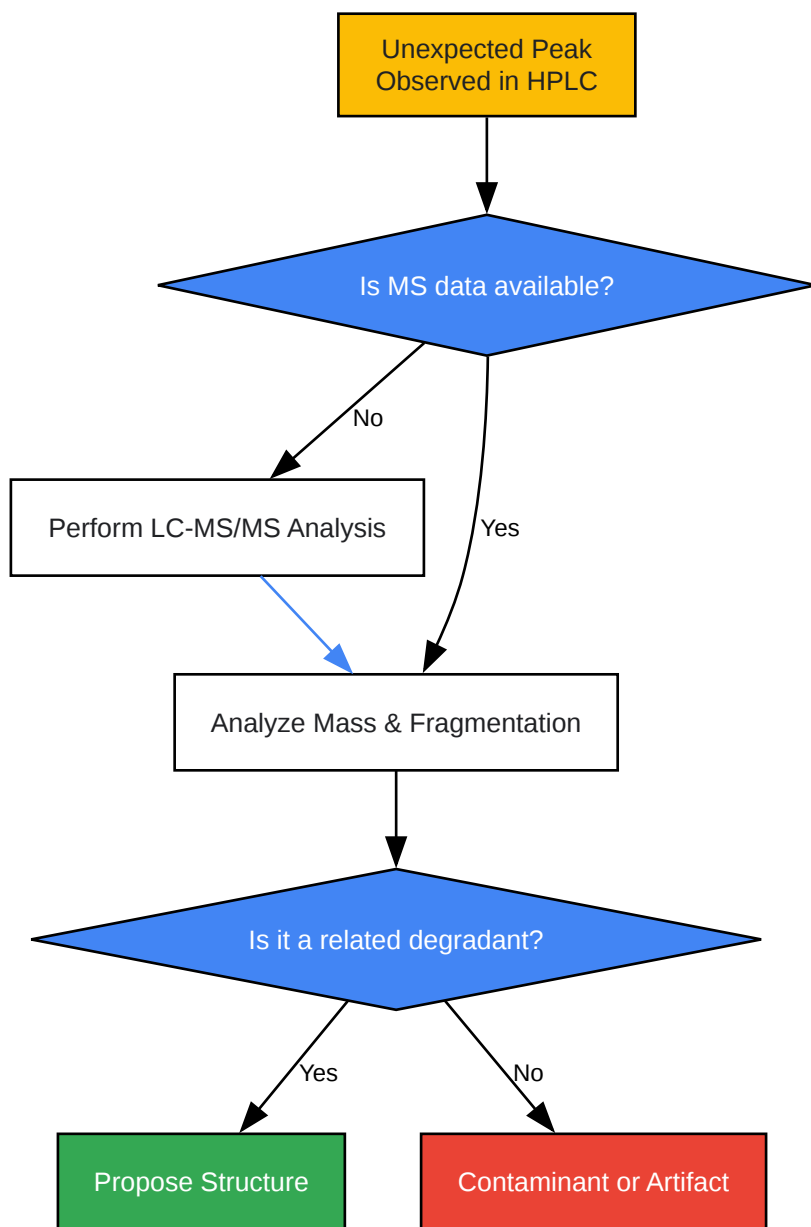 Unexpected Peak
Observed in HPLC
Is MS data available?
No
Perform LC-MS/MS Analysis
Yes
Analyze Mass & Fragmentation
Is it a related degradant?
Yes
No
Propose Structure
Contaminant or Artifact